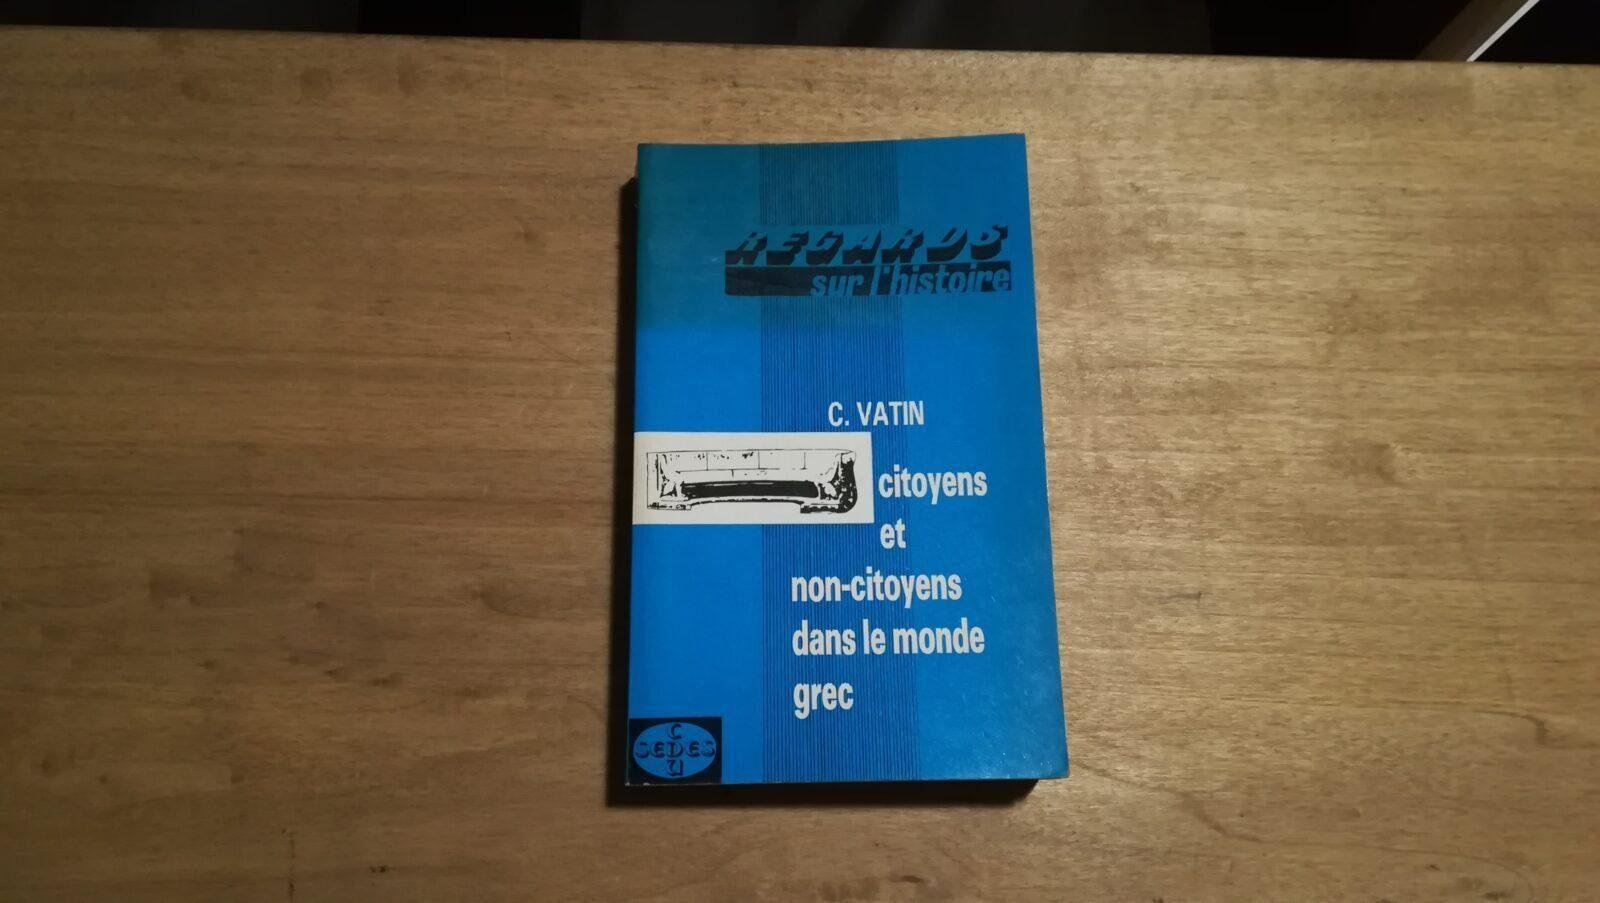 REGARDS
sur l'histoire
C. VATIN
citoyens
et
non-citoyens
dans le monde
grec
C
SEDES
U